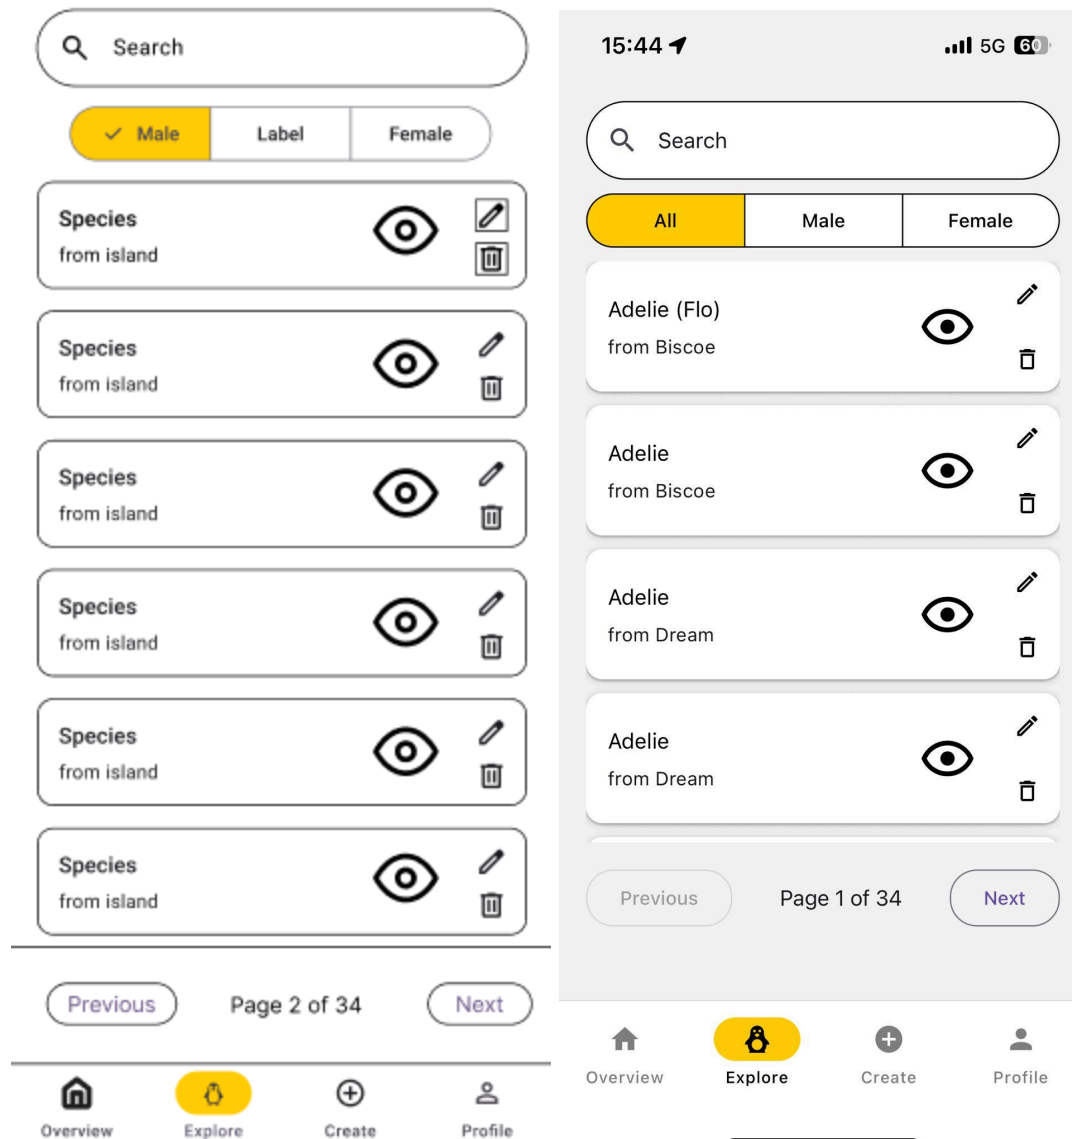 Search
Male Label Female
Species
from island
Species
from island
Species
from island
Species
from island
Species
from island
Species
from island
Previous Page 2 of 34 Next
Overview Explore Create Profile
15:44 5G 60
Search
All Male Female
Adelie (Flo)
from Biscoe
Adelie
from Biscoe
Adelie
from Dream
Adelie
from Dream
Previous Page 1 of 34 Next
Overview Explore Create Profile